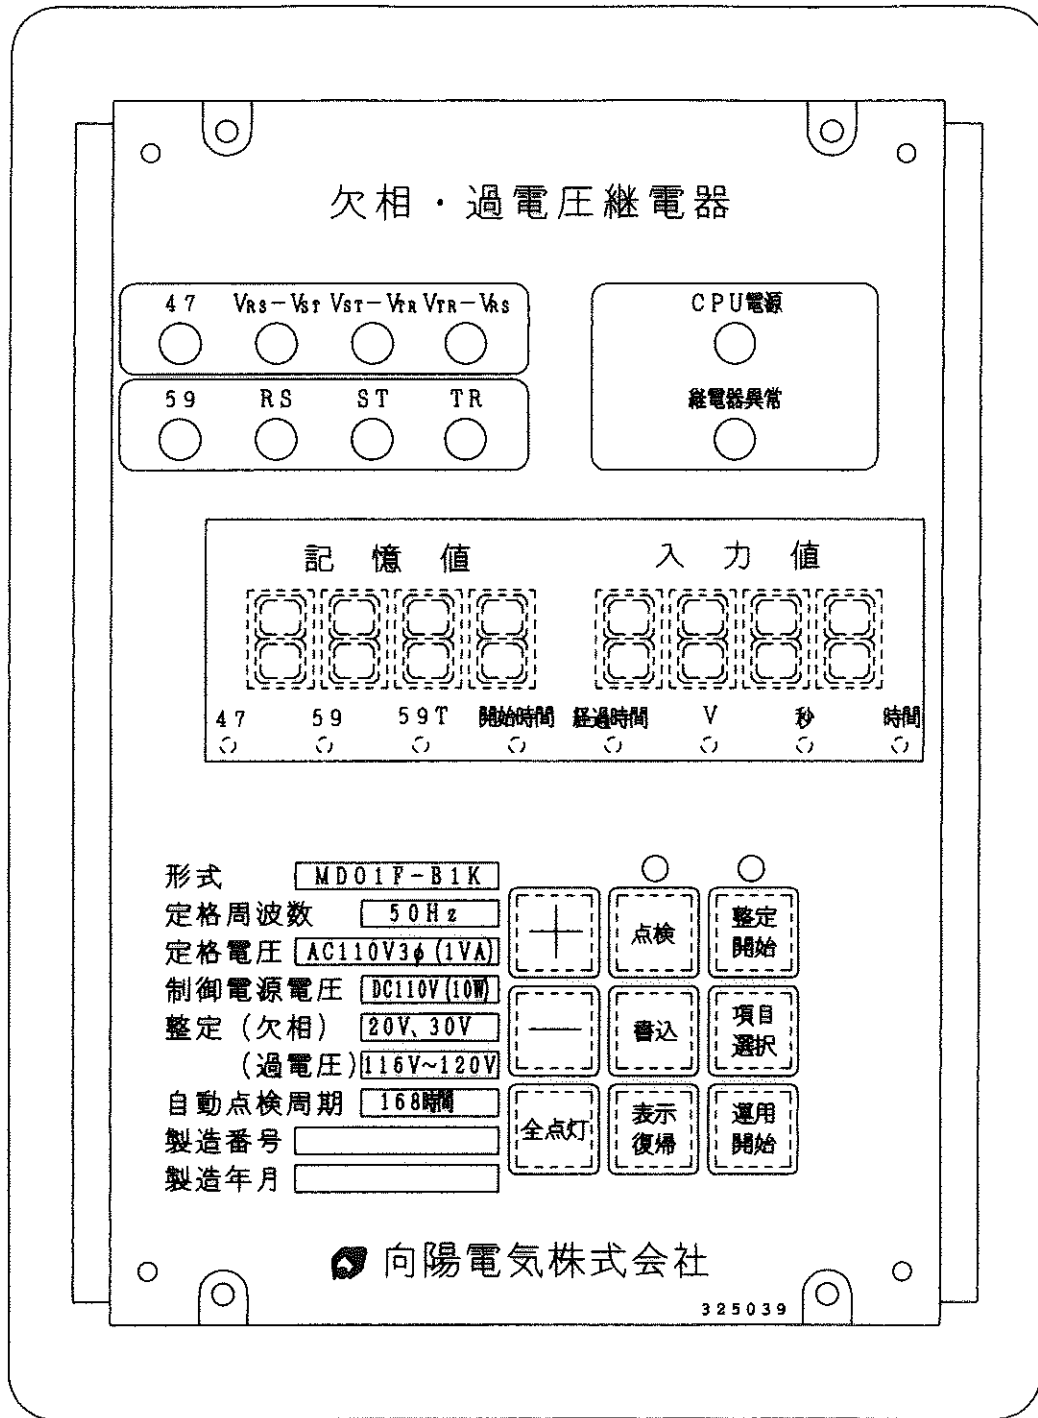 欠相・過電圧継電器
47 VRS-VST VST-VTR VTR-VRS
59 RS ST TR
CPU電源
継電器異常
記憶値 入力値
47 59 59T 開始時間 経過時間 V 秒 時間
形式 MD01F-B1K
定格周波数 50Hz
定格電圧 AC110V3φ(1VA)
制御電源電圧 DC110V(10W)
整定(欠相) 20V、30V
(過電圧) 116V~120V
自動点検周期 168時間
製造番号
製造年月
+ 点検 整定開始
- 書込 項目選択
全点灯 表示復帰 運用開始
向陽電気株式会社
325039